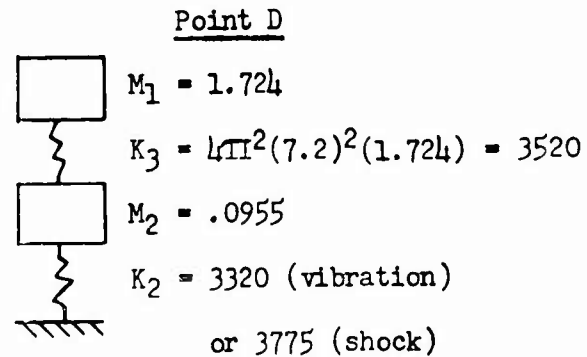 Point D
M₁ = 1.724
K₃ = 4π²(7.2)²(1.724) = 3520
M₂ = .0955
K₂ = 3320 (vibration)
or 3775 (shock)